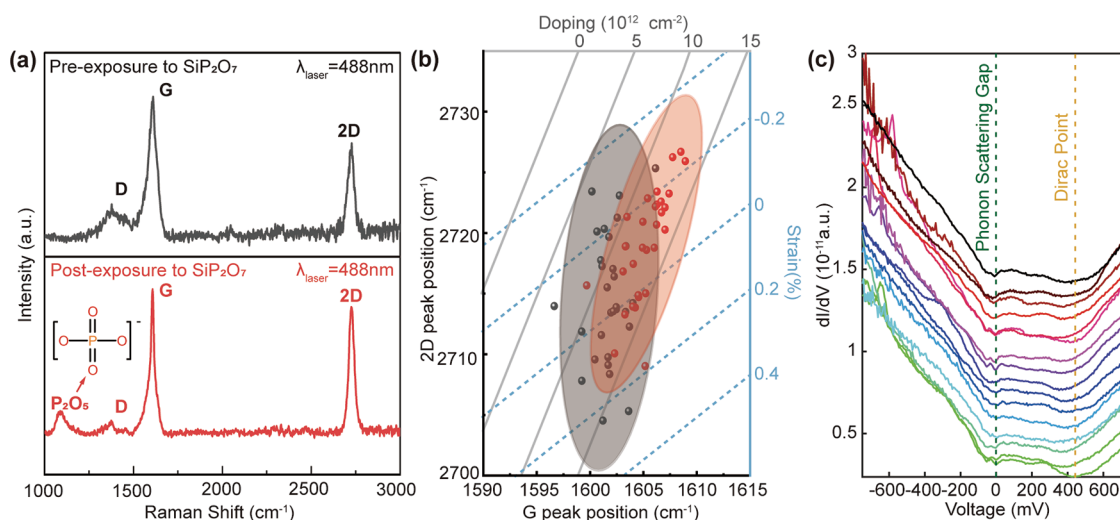 (a)
Pre-exposure to SiP₂O₇
λlaser=488nm
G
D
2D
Post-exposure to SiP₂O₇
λlaser=488nm
G
2D
O
O
P
O
O
-
P₂O₅
D
Intensity (a.u.)
1000 1500 2000 2500 3000
Raman Shift (cm⁻¹)
(b)
Doping (10¹² cm⁻²)
0 5 10 15
2730
2720
2710
2700
2D peak position (cm⁻¹)
-0.2
0
0.2
0.4
Strain(%)
1590 1595 1600 1605 1610 1615
G peak position (cm⁻¹)
(c)
3
2.5
2
1.5
1
0.5
dI/dV (10⁻¹¹a.u.)
Phonon Scattering Gap
Dirac Point
-600 -400 -200 0 200 400 600
Voltage (mV)